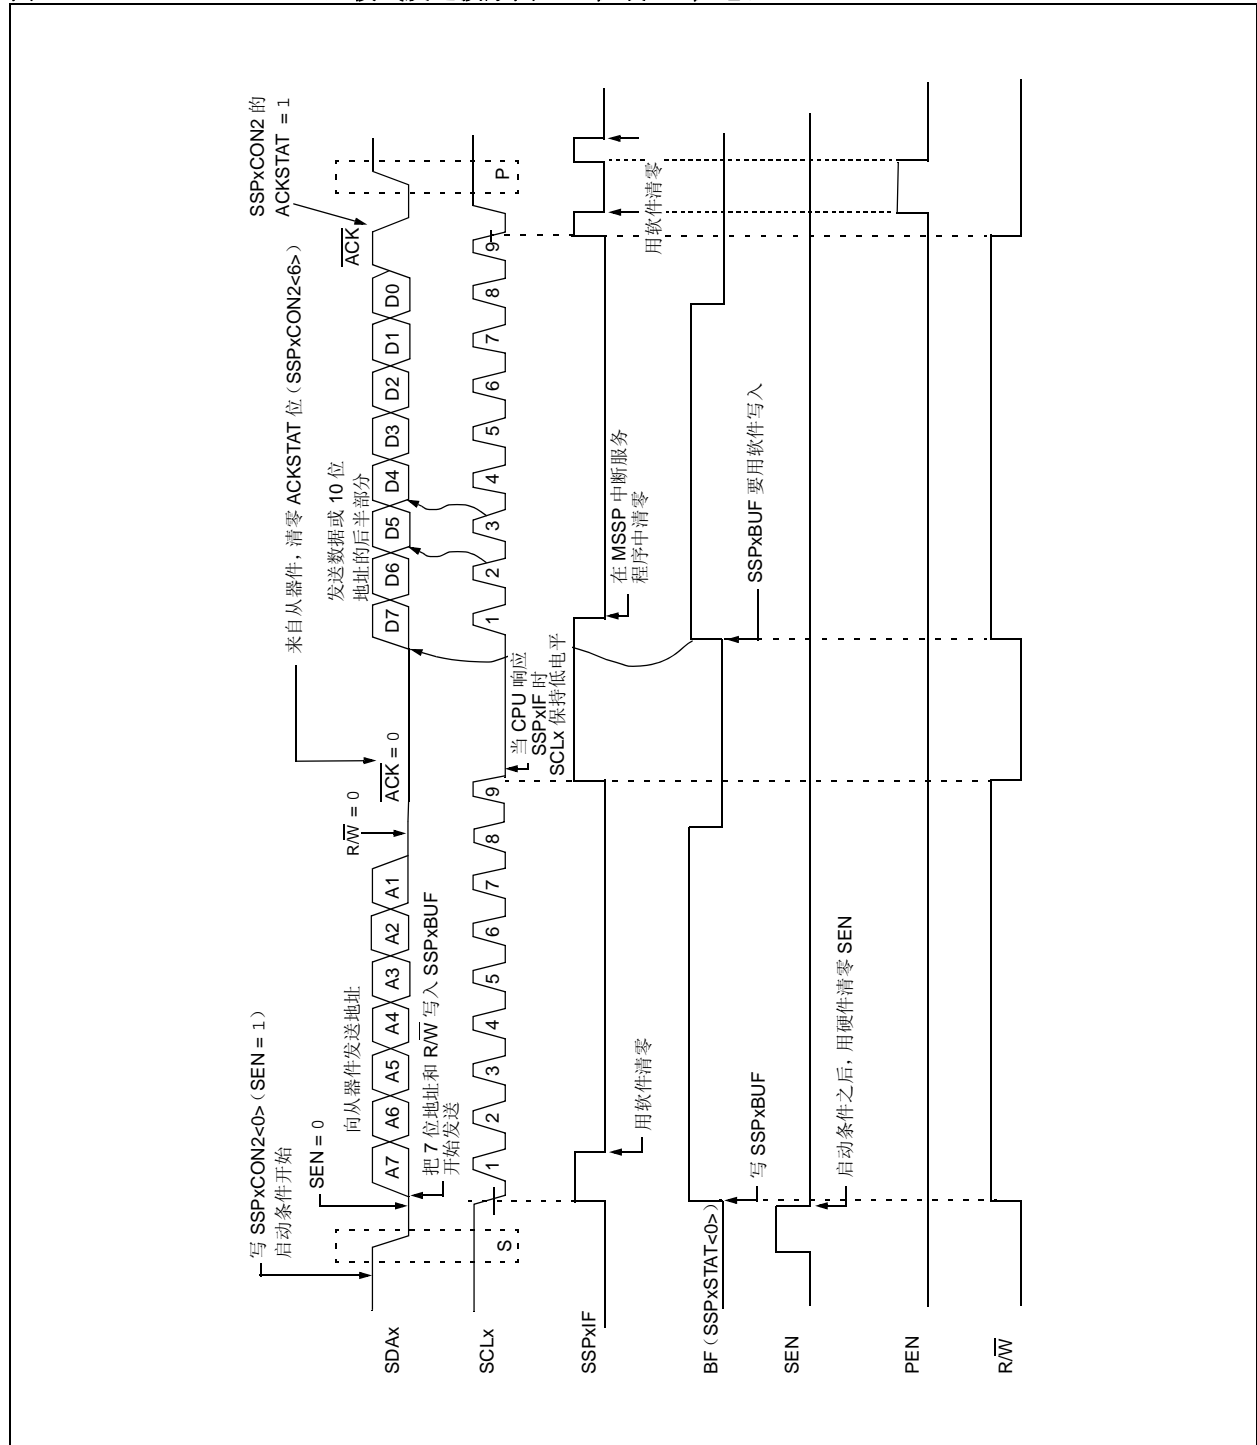 写 SSPxCON2<0>（SEN = 1）
启动条件开始
SEN = 0
向从器件发送地址
R/W = 0
ACK = 0
来自从器件，清零 ACKSTAT 位（SSPxCON2<6>）
发送数据或 10 位
地址的后半部分
SSPxCON2 的
ACKSTAT = 1
ACK
SDAx
A7 A6 A5 A4 A3 A2 A1
D7 D6 D5 D4 D3 D2 D1 D0
把 7 位地址和 R/W 写入 SSPxBUF
开始发送
SCLx
S
1 2 3 4 5 6 7 8 9
1 2 3 4 5 6 7 8 9
P
当 CPU 响应
SSPxIF 时
SCLx 保持低电平
SSPxIF
用软件清零
在 MSSP 中断服务
程序中清零
用软件清零
BF（SSPxSTAT<0>）
写 SSPxBUF
SSPxBUF 要用软件写入
SEN
启动条件之后，用硬件清零 SEN
PEN
R/W